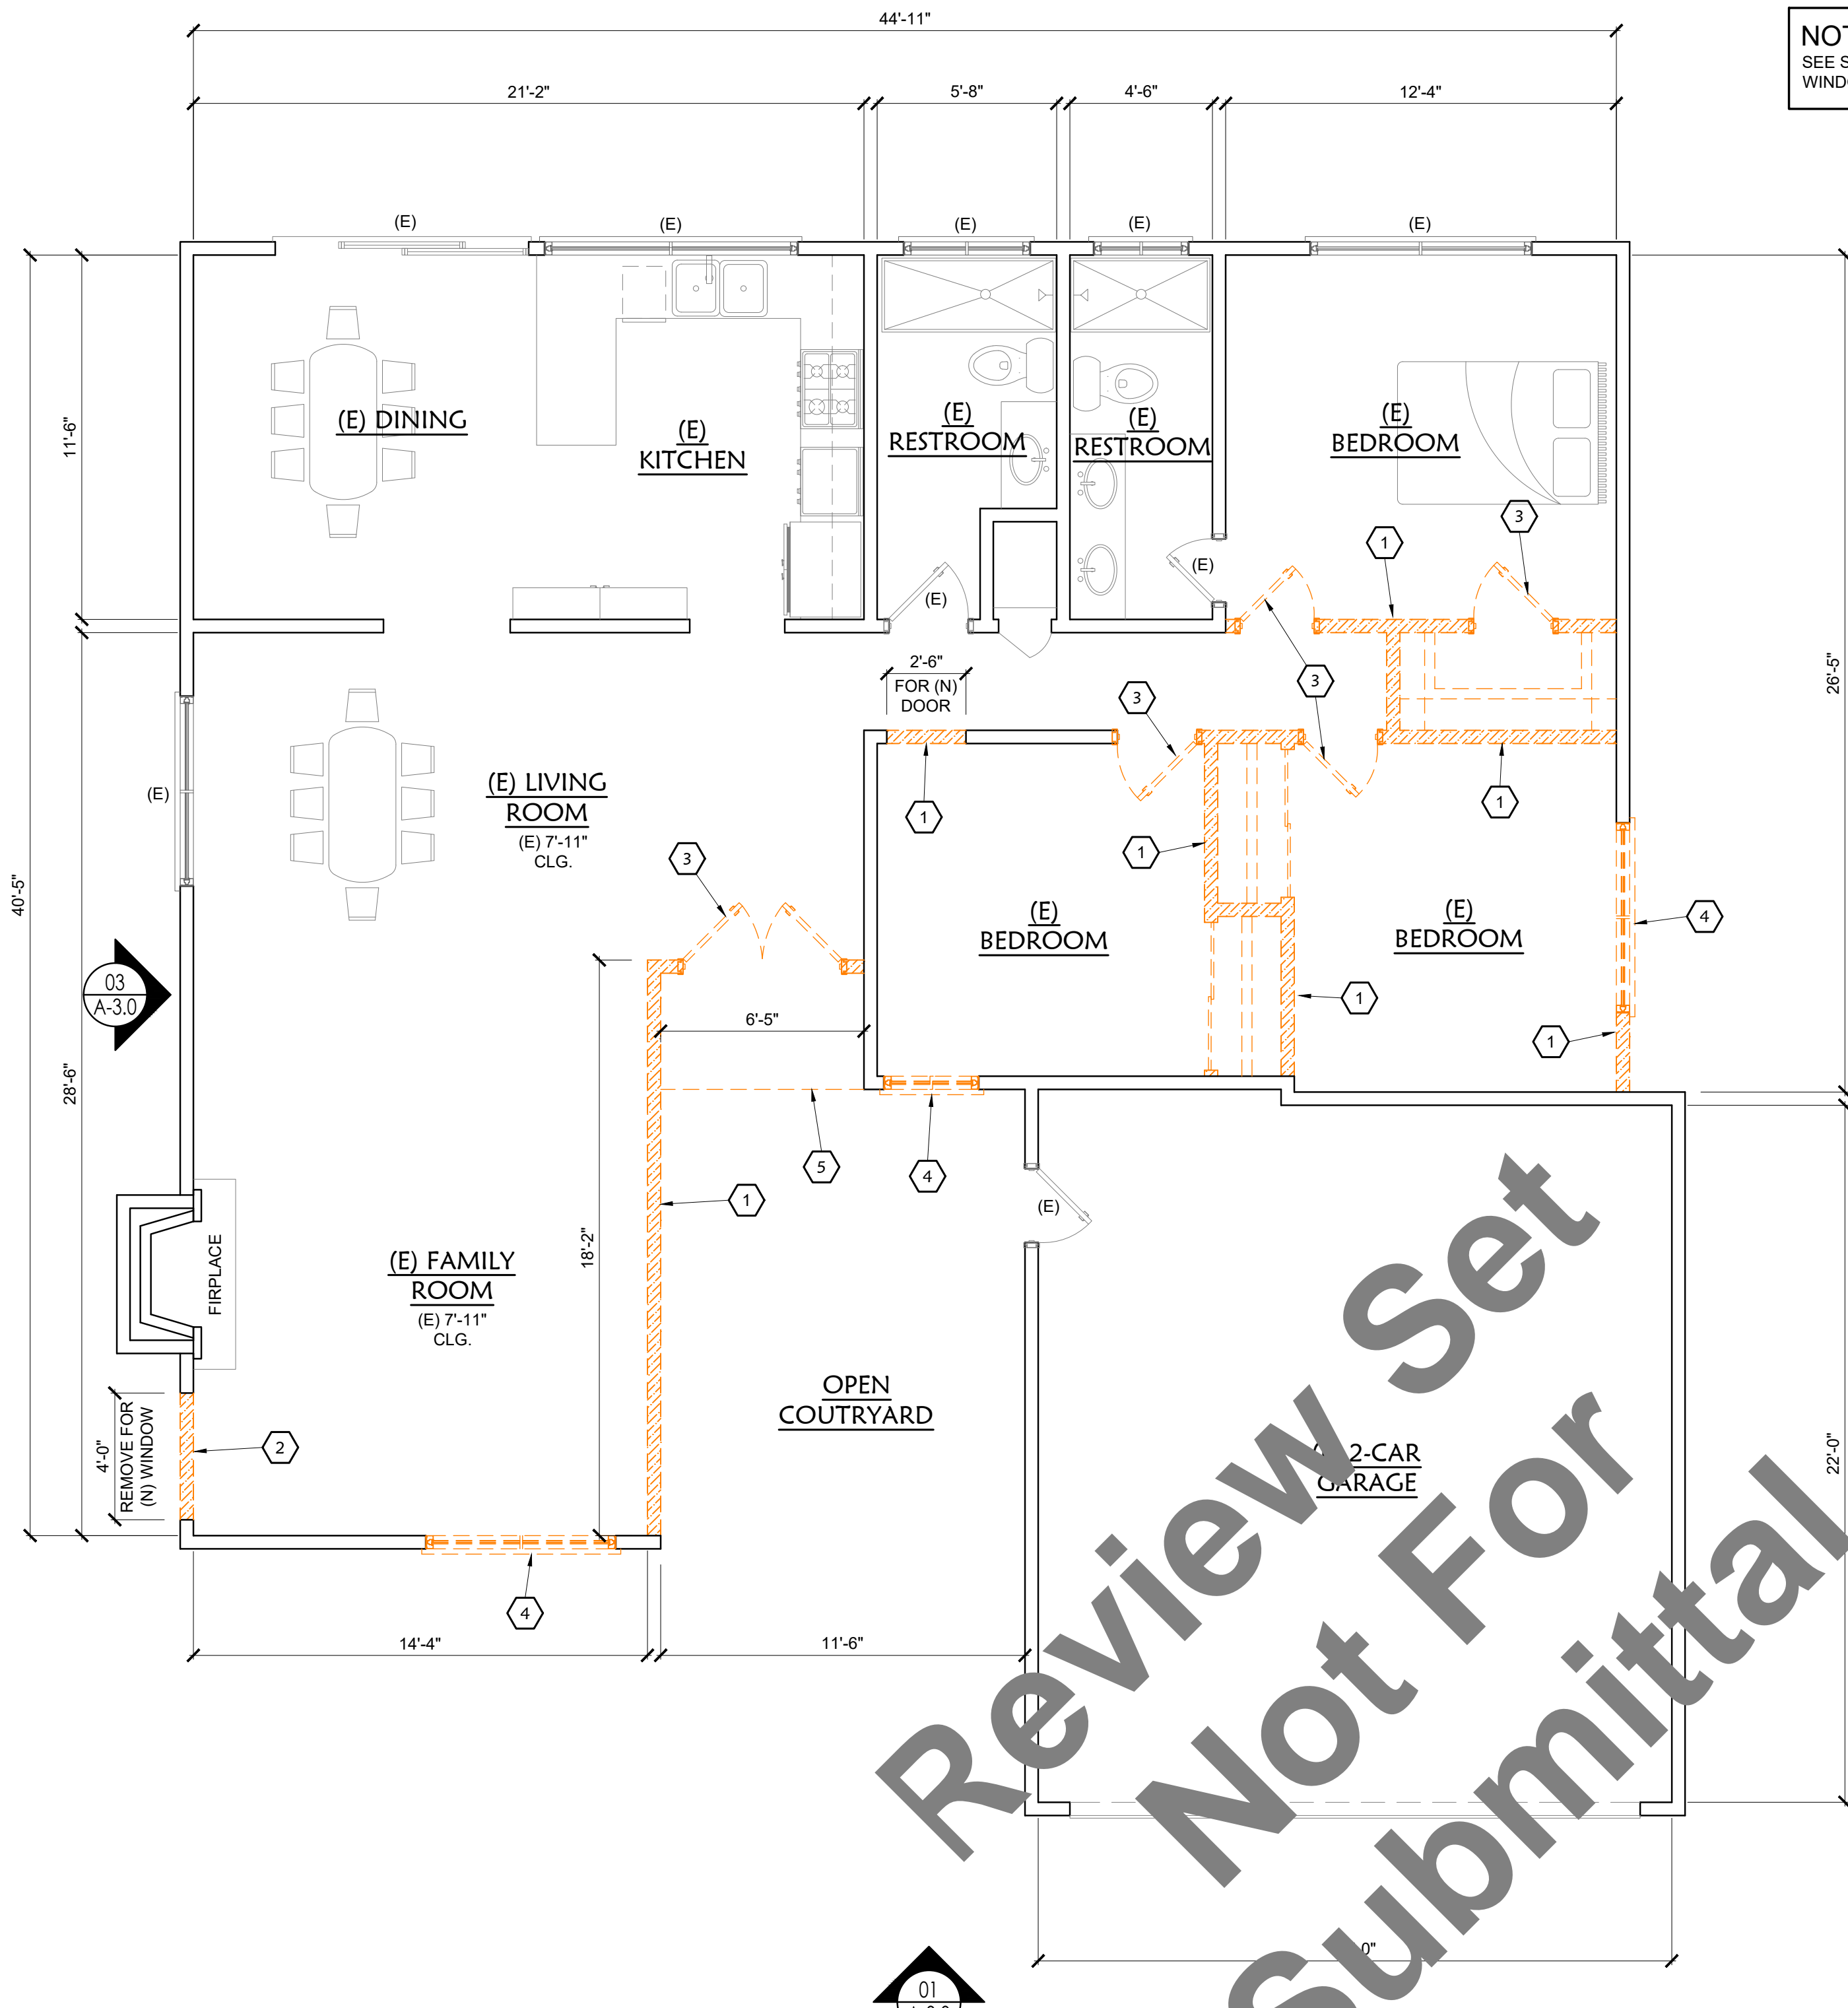 44'-11"
NOT
SEE S
WIND
21'-2"
5'-8"
4'-6"
12'-4"
(E)
(E)
(E)
(E)
(E)
11'-6"
(E) DINING
(E)
KITCHEN
(E)
RESTROOM
(E)
RESTROOM
(E)
BEDROOM
3
1
(E)
(E)
3
2'-6"
FOR (N)
DOOR
3
26'-5"
(E)
(E) LIVING
ROOM
(E) 7'-11"
CLG.
1
1
1
3
40'-5"
(E)
BEDROOM
(E)
BEDROOM
4
03
A-3.0
6'-5"
1
1
28'-6"
5
4
1
(E)
18'-2"
FIRPLACE
(E) FAMILY
ROOM
(E) 7'-11"
CLG.
OPEN
COUTRYARD
4'-0"
REMOVE FOR
(N) WINDOW
2
2-CAR
GARAGE
22'-0"
4
14'-4"
11'-6"
0"
01
Review Set
Not For
Submittal